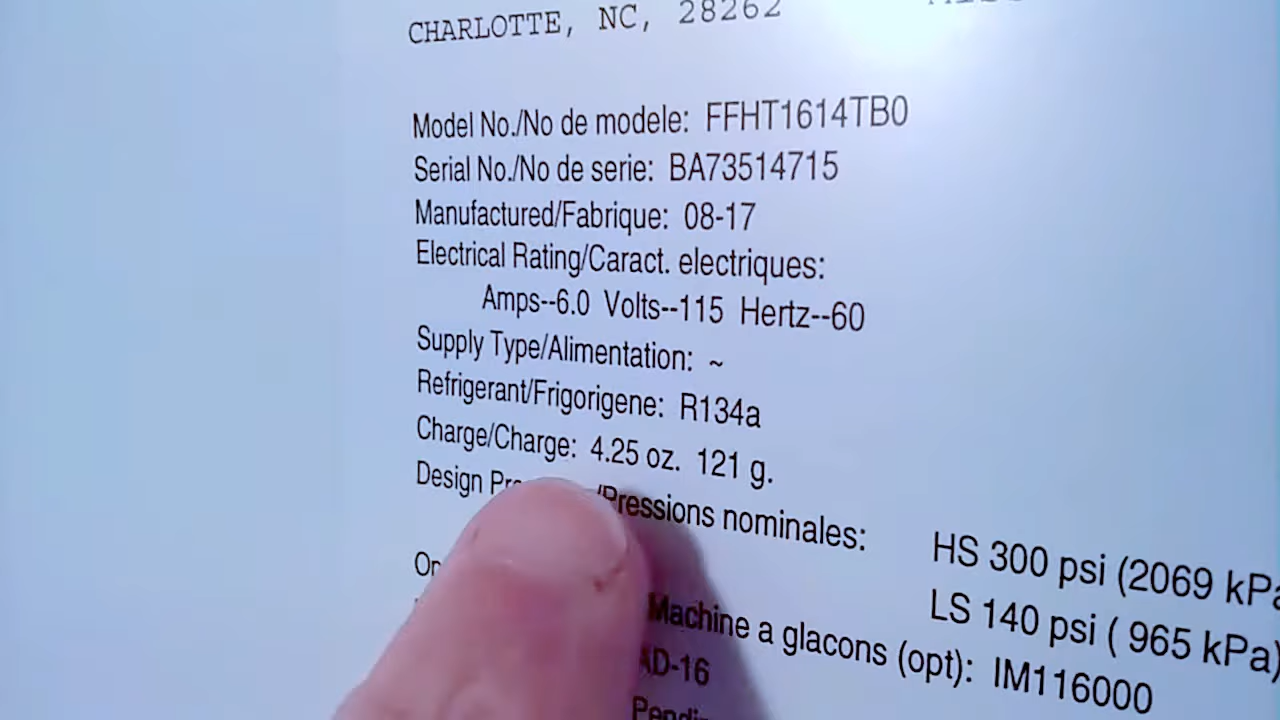 CHARLOTTE, NC, 28262
Model No./No de modele: FFHT1614TB0
Serial No./No de serie: BA73514715
Manufactured/Fabrique: 08-17
Electrical Rating/Caract. electriques:
Amps--6.0 Volts--115 Hertz--60
Supply Type/Alimentation: ~
Refrigerant/Frigorigene: R134a
Charge/Charge: 4.25 oz. 121 g.
Design /Pressions nominales: HS 300 psi (2069 kPa
LS 140 psi ( 965 kPa)
Machine a glacons (opt): IM116000
AD-16